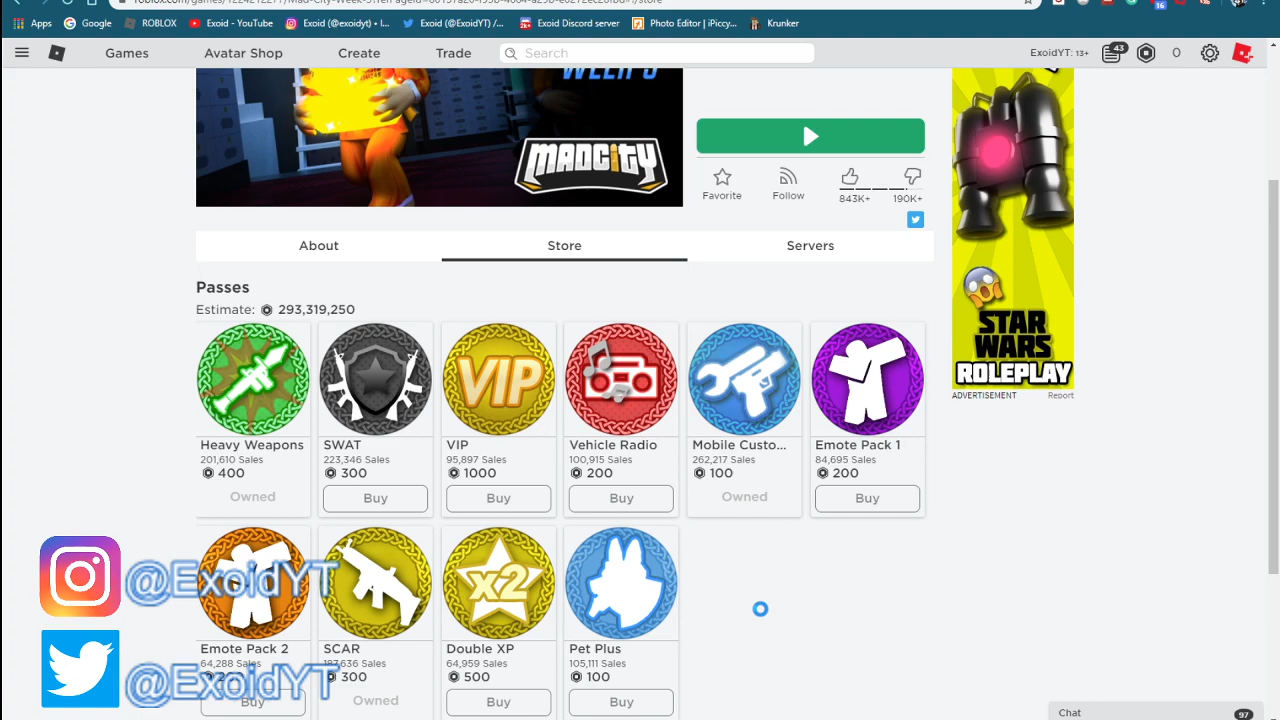 Apps
Google
ROBLOX
Exoid - YouTube
Exoid (@exoidyt) • I...
Exoid (@ExoidYT) /...
Exoid Discord server
Photo Editor | iPiccy...
Krunker
Games
Avatar Shop
Create
Trade
Search
ExoidYT: 13+
43
0
MADCITY
Favorite
Follow
843K+
190K+
About
Store
Servers
Passes
Estimate: 293,319,250
VIP
x2
Heavy Weapons
201,610 Sales
400
Owned
SWAT
223,346 Sales
300
Buy
VIP
95,897 Sales
1000
Buy
Vehicle Radio
100,915 Sales
200
Buy
Mobile Custo...
262,217 Sales
100
Owned
Emote Pack 1
84,695 Sales
200
Buy
Emote Pack 2
64,288 Sales
Buy
SCAR
300
Owned
Double XP
64,959 Sales
500
Buy
Pet Plus
105,111 Sales
100
Buy
@ExoidYT
@ExoidYT
STAR
WARS
ROLEPLAY
ADVERTISEMENT
Report
Chat
97